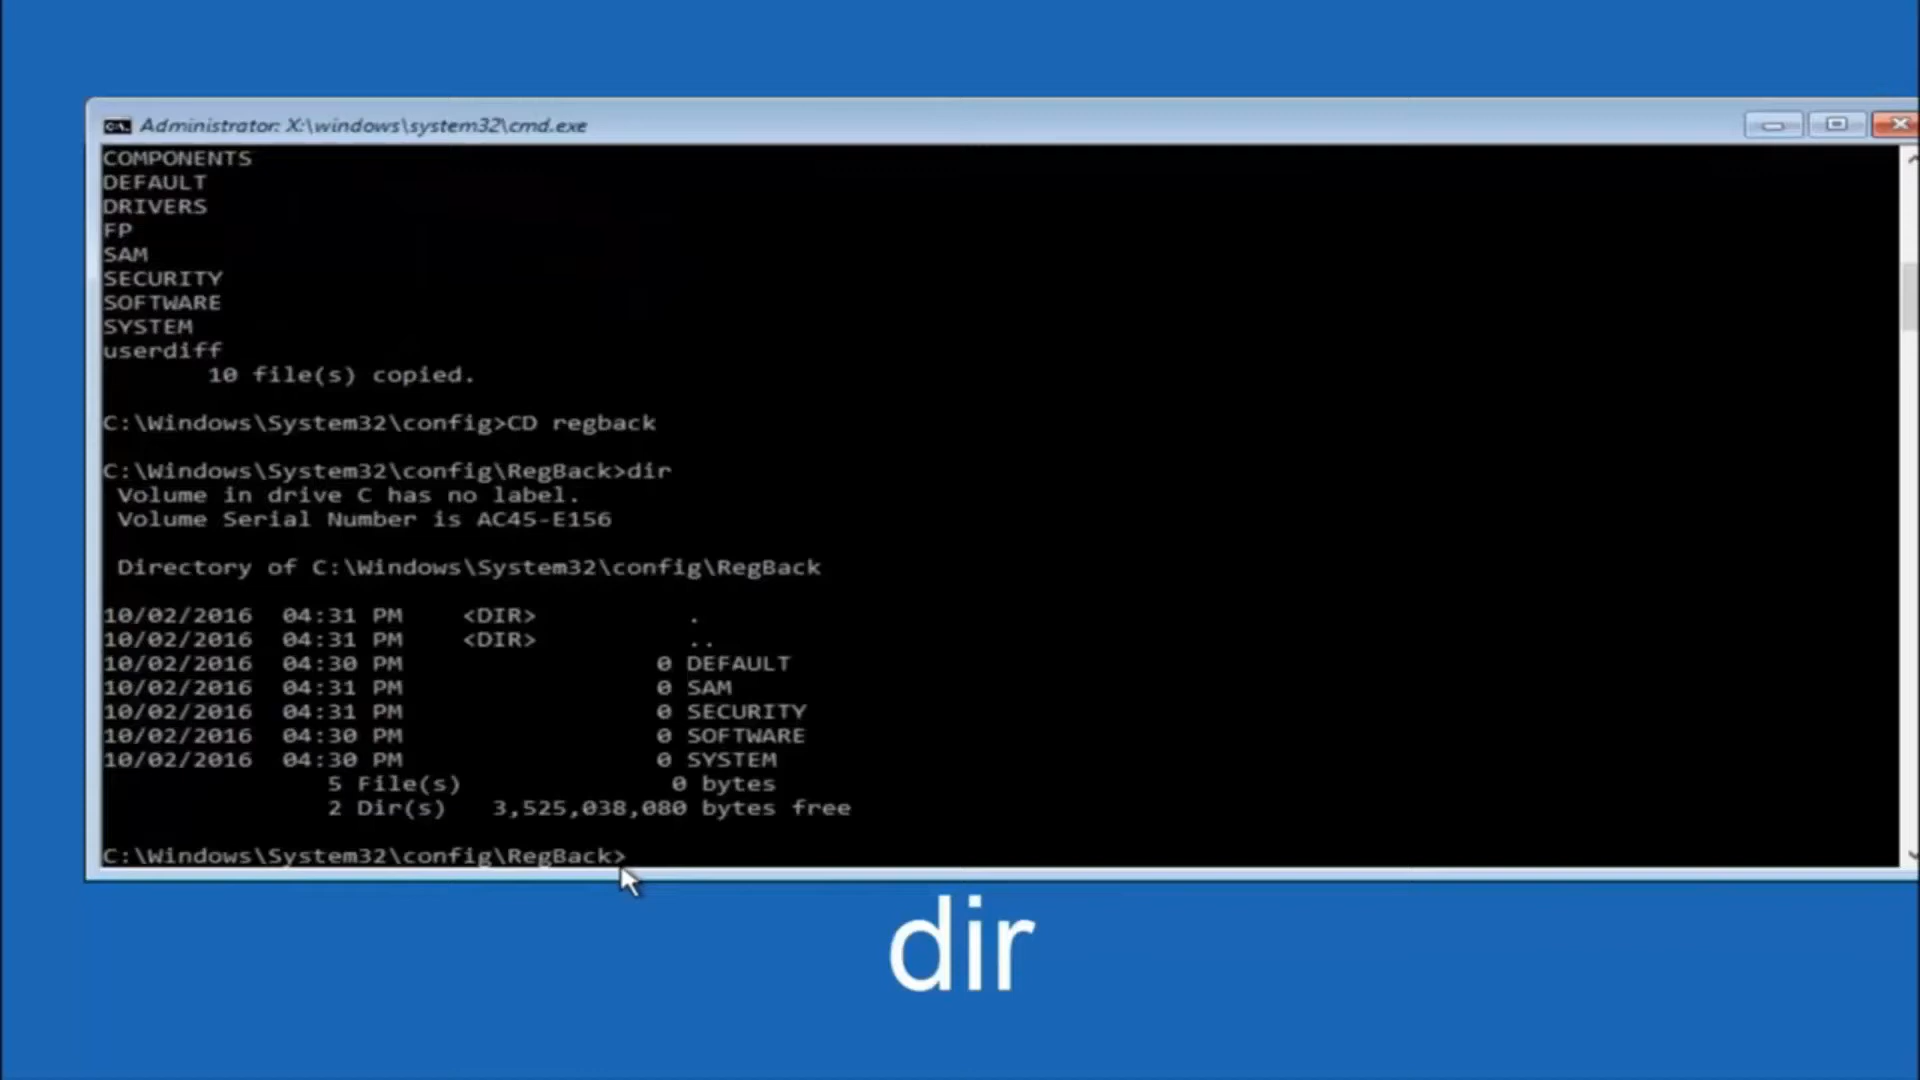 Administrator: X:\windows\system32\cmd.exe
COMPONENTS
DEFAULT
DRIVERS
FP
SAM
SECURITY
SOFTWARE
SYSTEM
userdiff
10 file(s) copied.
C:\Windows\System32\config>CD regback
C:\Windows\System32\config\RegBack>dir
Volume in drive C has no label.
Volume Serial Number is AC45-E156
Directory of C:\Windows\System32\config\RegBack
10/02/2016 04:31 PM <DIR> .
10/02/2016 04:31 PM <DIR> ..
10/02/2016 04:30 PM 0 DEFAULT
10/02/2016 04:31 PM 0 SAM
10/02/2016 04:31 PM 0 SECURITY
10/02/2016 04:30 PM 0 SOFTWARE
10/02/2016 04:30 PM 0 SYSTEM
5 File(s) 0 bytes
2 Dir(s) 3,525,038,080 bytes free
C:\Windows\System32\config\RegBack>
dir